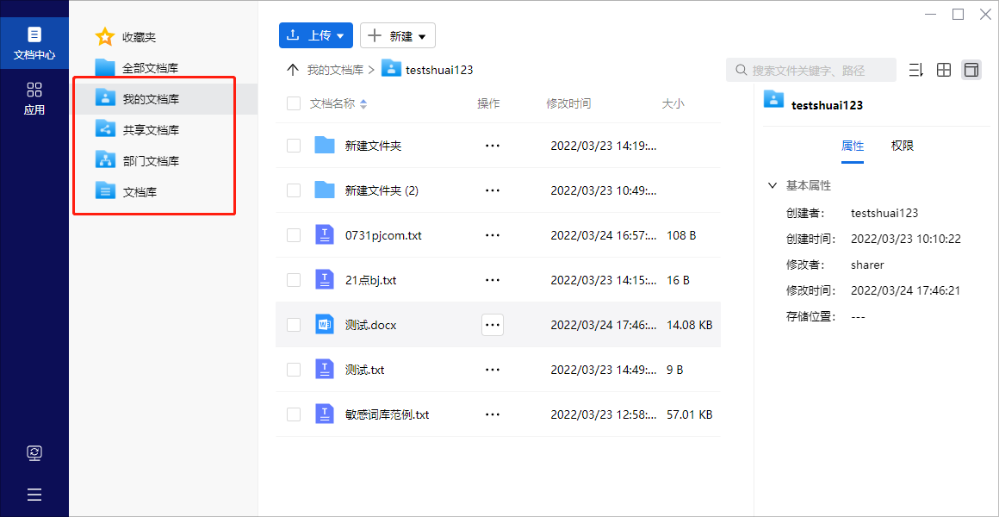 文档中心
应用
收藏夹
全部文档库
我的文档库
共享文档库
部门文档库
文档库
上传
新建
我的文档库 > testshuai123
搜索文件关键字、路径
文档名称 操作 修改时间 大小
新建文件夹 ··· 2022/03/23 14:19:...
新建文件夹 (2) ··· 2022/03/23 10:49:...
0731pjcom.txt ··· 2022/03/24 16:57:... 108 B
21点bj.txt ··· 2022/03/23 14:15:... 16 B
测试.docx ··· 2022/03/24 17:46:... 14.08 KB
测试.txt ··· 2022/03/23 14:49:... 9 B
敏感词库范例.txt ··· 2022/03/23 12:58:... 57.01 KB
testshuai123
属性 权限
基本属性
创建者： testshuai123
创建时间： 2022/03/23 10:10:22
修改者： sharer
修改时间： 2022/03/24 17:46:21
存储位置： ---